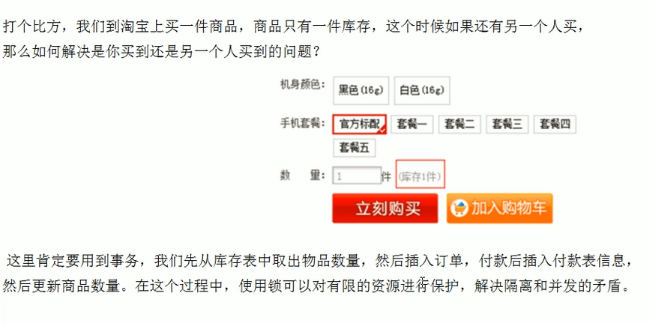 打个比方，我们到淘宝上买一件商品，商品只有一件库存，这个时候如果还有另一个人买，
那么如何解决是你买到还是另一个人买到的问题？
机身颜色： 黑色(16g) 白色(16g)
手机套餐： 官方标配 套餐一 套餐二 套餐三 套餐四
套餐五
数 量： 1 件 (库存1件)
立刻购买 加入购物车
这里肯定要用到事务，我们先从库存表中取出物品数量，然后插入订单，付款后插入付款表信息，
然后更新商品数量。在这个过程中，使用锁可以对有限的资源进行保护，解决隔离和并发的矛盾。